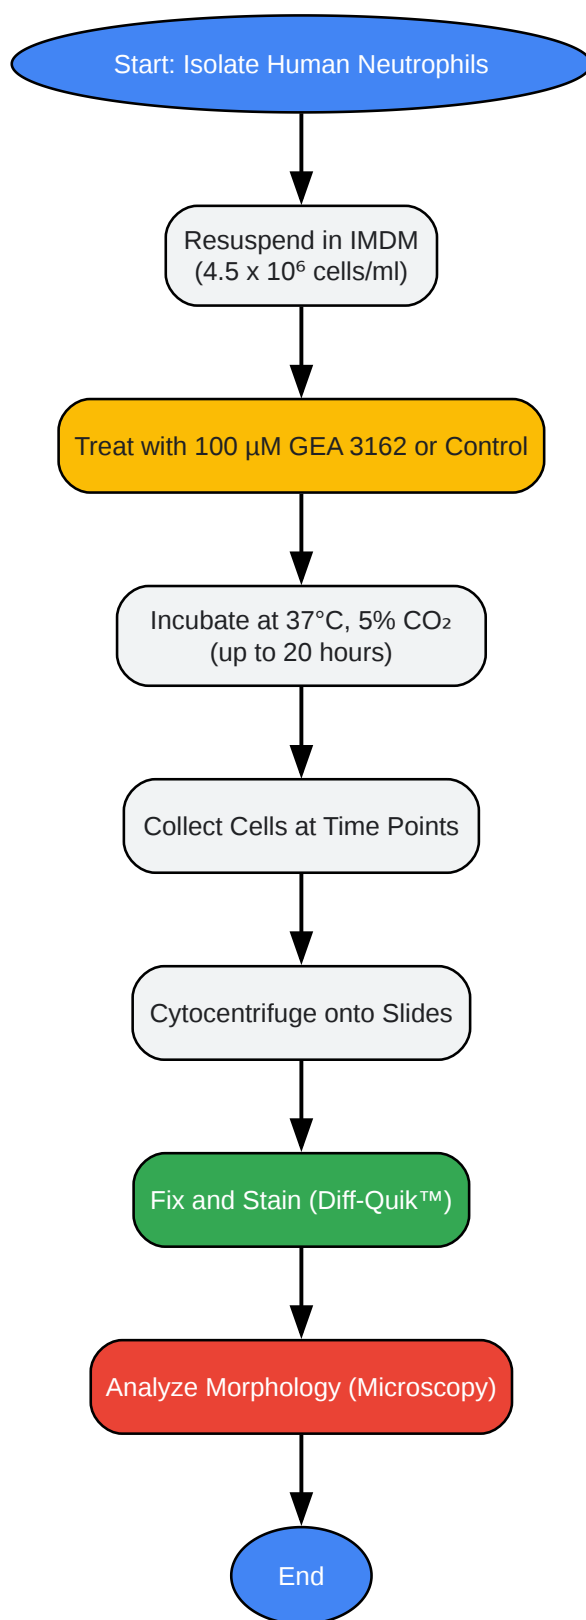 Start: Isolate Human Neutrophils
Resuspend in IMDM
(4.5 x 10⁶ cells/ml)
Treat with 100 µM GEA 3162 or Control
Incubate at 37°C, 5% CO₂
(up to 20 hours)
Collect Cells at Time Points
Cytocentrifuge onto Slides
Fix and Stain (Diff-Quik™)
Analyze Morphology (Microscopy)
End